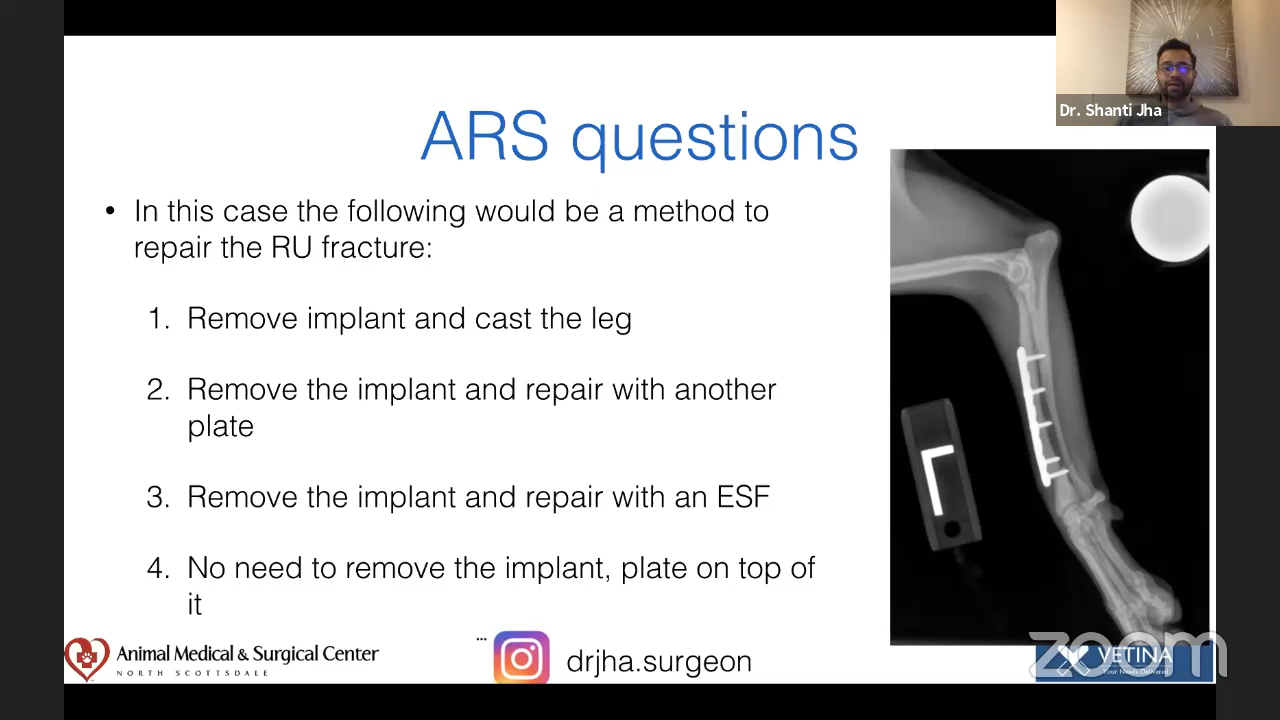 Dr. Shanti Jha
ARS questions
• In this case the following would be a method to
repair the RU fracture:
1. Remove implant and cast the leg
2. Remove the implant and repair with another
plate
3. Remove the implant and repair with an ESF
4. No need to remove the implant, plate on top of
it
L
Animal Medical & Surgical Center
NORTH SCOTTSDALE
...
drjha.surgeon
zoom
VETINA
Your Needs Delivered